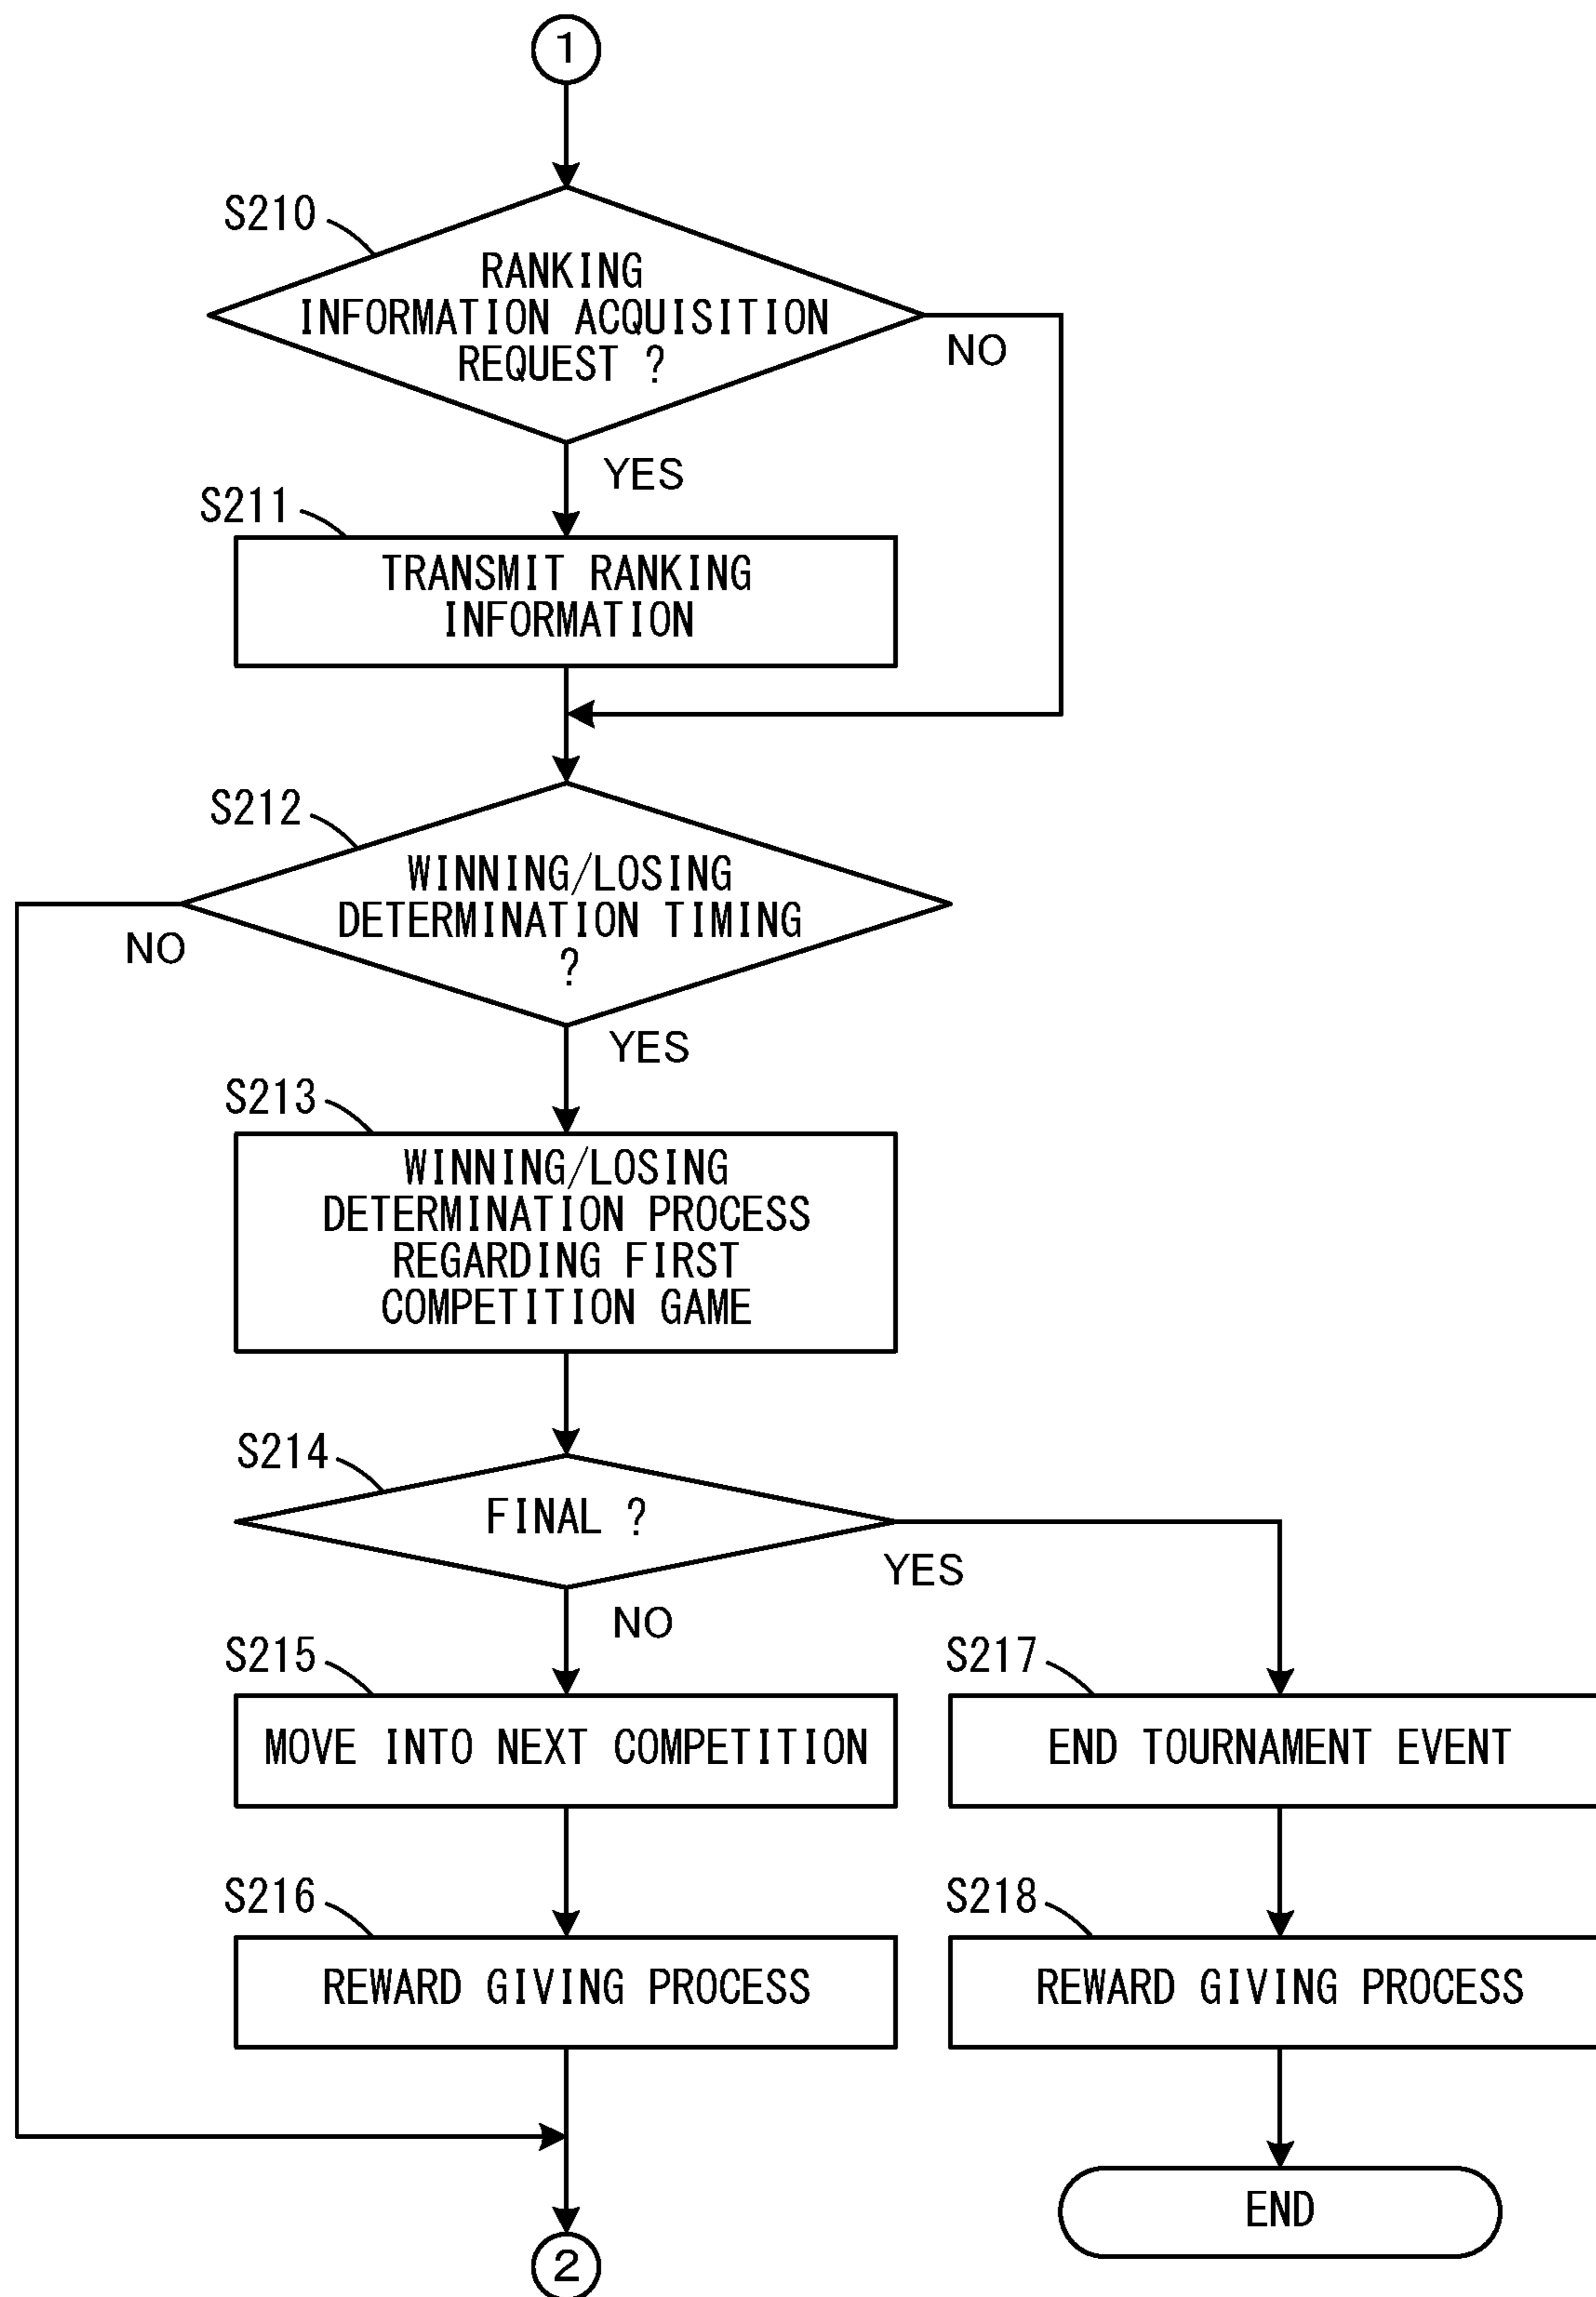 1
S210
RANKING
INFORMATION ACQUISITION
REQUEST ?
NO
YES
S211
TRANSMIT RANKING
INFORMATION
S212
WINNING/LOSING
DETERMINATION TIMING
?
NO
YES
S213
WINNING/LOSING
DETERMINATION PROCESS
REGARDING FIRST
COMPETITION GAME
S214
FINAL ?
YES
NO
S215
MOVE INTO NEXT COMPETITION
S217
END TOURNAMENT EVENT
S216
REWARD GIVING PROCESS
S218
REWARD GIVING PROCESS
END
2